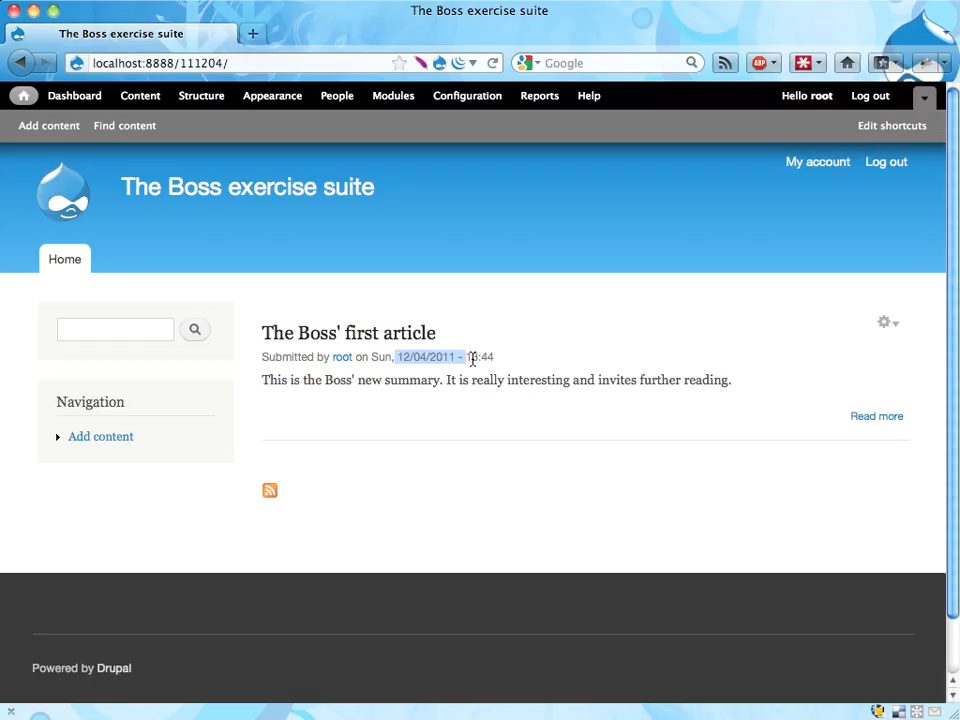 The Boss exercise suite
The Boss exercise suite
localhost:8888/111204/
Google
ABP
Dashboard Content Structure Appearance People Modules Configuration Reports Help Hello root Log out
Add content Find content Edit shortcuts
My account Log out
The Boss exercise suite
Home
The Boss' first article
Submitted by root on Sun, 12/04/2011 - 13:44
This is the Boss' new summary. It is really interesting and invites further reading.
Navigation
Read more
Add content
Powered by Drupal